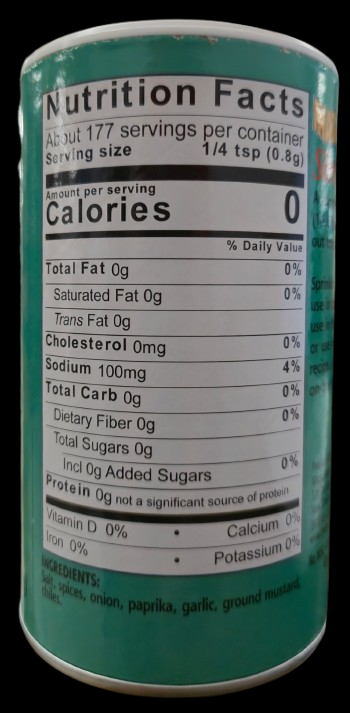 Nutrition Facts
About 177 servings per container
Serving size 1/4 tsp (0.8g)
Amount per serving
Calories 0
% Daily Value
Total Fat 0g 0%
Saturated Fat 0g 0%
Trans Fat 0g
Cholesterol 0mg 0%
Sodium 100mg 4%
Total Carb 0g 0%
Dietary Fiber 0g 0%
Total Sugars 0g
Incl 0g Added Sugars 0%
Protein 0g not a significant source of protein
Vitamin D 0% • Calcium 0%
Iron 0% • Potassium 0%
INGREDIENTS:
Salt, spices, onion, paprika, garlic, ground mustard,
chiles.